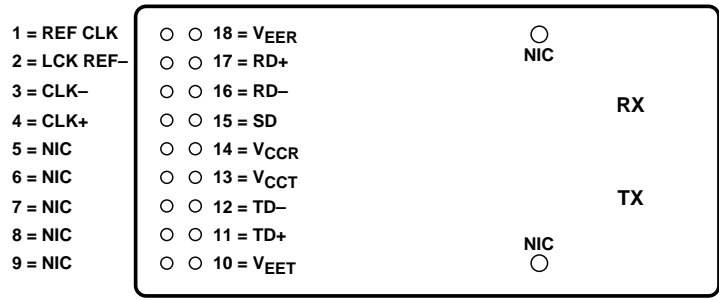 1 = REF CLK 18 = VEER
NIC
2 = LCK REF– 17 = RD+
3 = CLK– 16 = RD–
RX
4 = CLK+ 15 = SD
5 = NIC 14 = VCCR
6 = NIC 13 = VCCT
TX
7 = NIC 12 = TD–
8 = NIC 11 = TD+
NIC
9 = NIC 10 = VEET